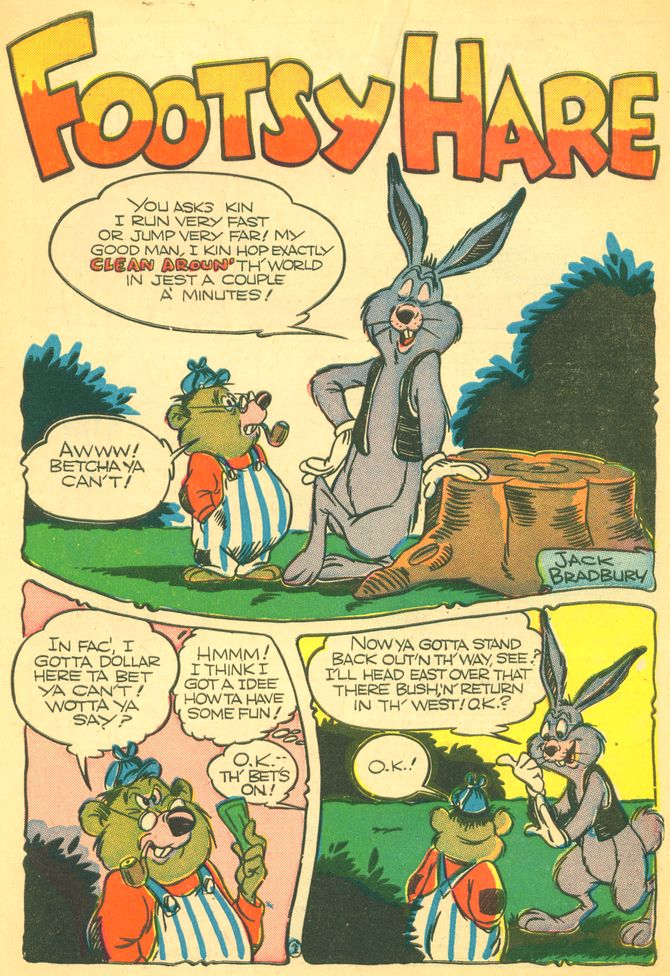 FOOTSY HARE
YOU ASKS KIN
I RUN VERY FAST
OR JUMP VERY FAR! MY
GOOD MAN, I KIN HOP EXACTLY
CLEAN AROUN' TH' WORLD
IN JEST A COUPLE
A' MINUTES!
AWWW!
BETCHA YA
CAN'T!
JACK
BRADBURY
IN FAC', I
GOTTA DOLLAR
HERE TA BET
YA CAN'T!
WOTTA YA
SAY?
HMMM!
I THINK I
GOT A IDEE
HOW TA HAVE
SOME FUN!
O.K.--
TH' BET'S
ON!
NOW YA GOTTA STAND
BACK OUT'N TH' WAY, SEE?
I'LL HEAD EAST OVER THAT
THERE BUSH,'N' RETURN
IN TH' WEST! O.K.?
O.K.!